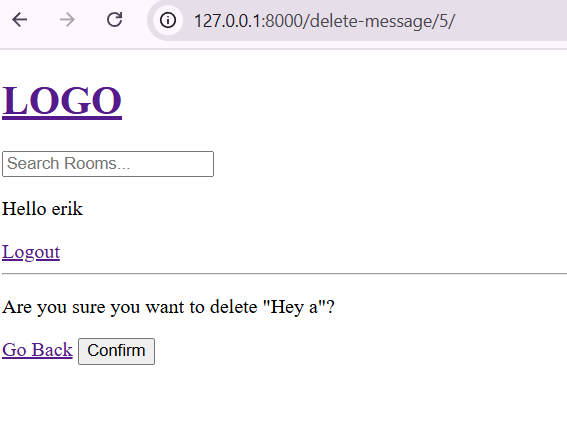 127.0.0.1:8000/delete-message/5/
LOGO
Search Rooms...
Hello erik
Logout
Are you sure you want to delete "Hey a"?
Go Back Confirm